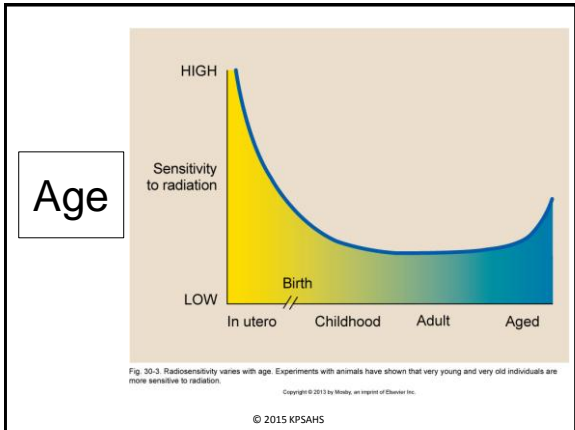 Age
HIGH
Sensitivity
to radiation
Birth
LOW
In utero
Childhood
Adult
Aged
Fig. 30-3. Radiosensitivity varies with age. Experiments with animals have shown that very young and very old individuals are
more sensitive to radiation.
Copyright © 2013 by Mosby, an imprint of Elsevier Inc.
© 2015 KPSAHS